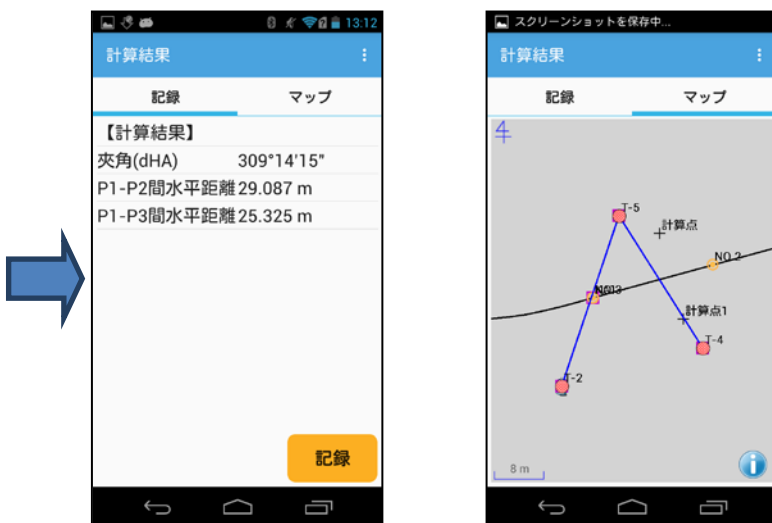 13:12
計算結果
記録 マップ
【計算結果】
夾角(dHA) 309°14'15"
P1-P2間水平距離 29.087 m
P1-P3間水平距離 25.325 m
記録
スクリーンショットを保存中...
計算結果
記録 マップ
4
T-5
計算点
NO.2
計算点1
T-4
T-2
8 m